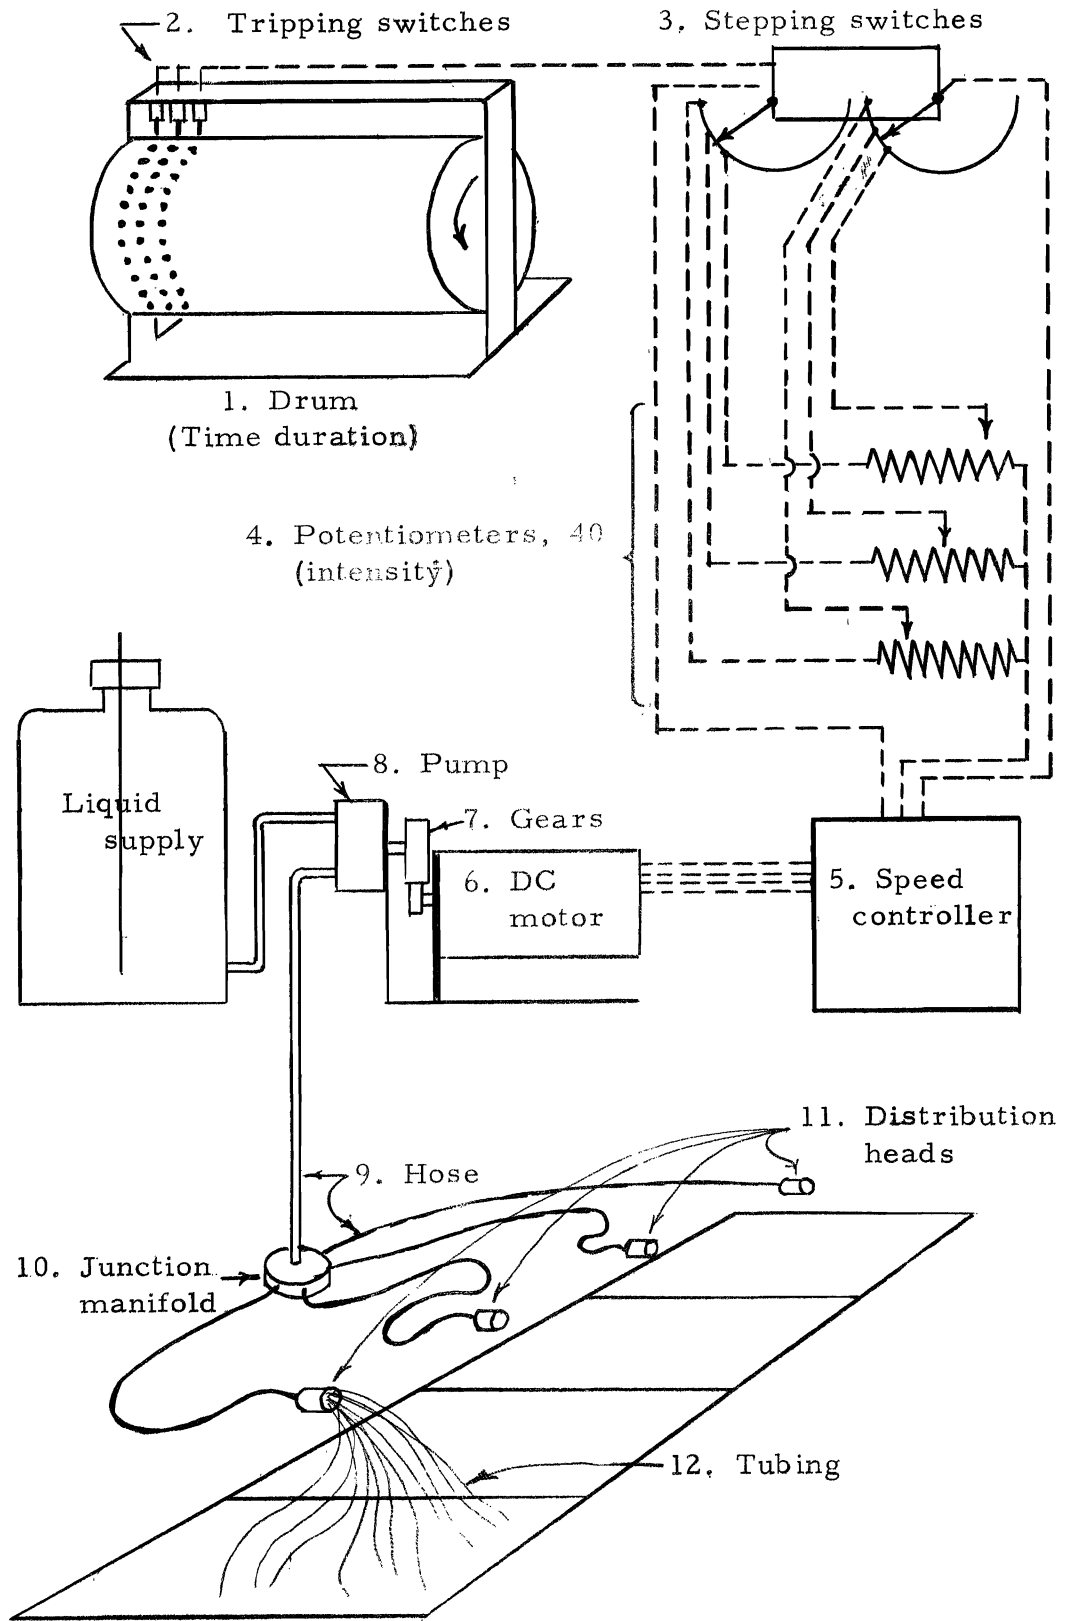 2. Tripping switches
3. Stepping switches
1. Drum
(Time duration)
4. Potentiometers, 40
(intensity)
8. Pump
Liquid
supply
7. Gears
6. DC
motor
5. Speed
controller
11. Distribution
heads
9. Hose
10. Junction
manifold
12. Tubing